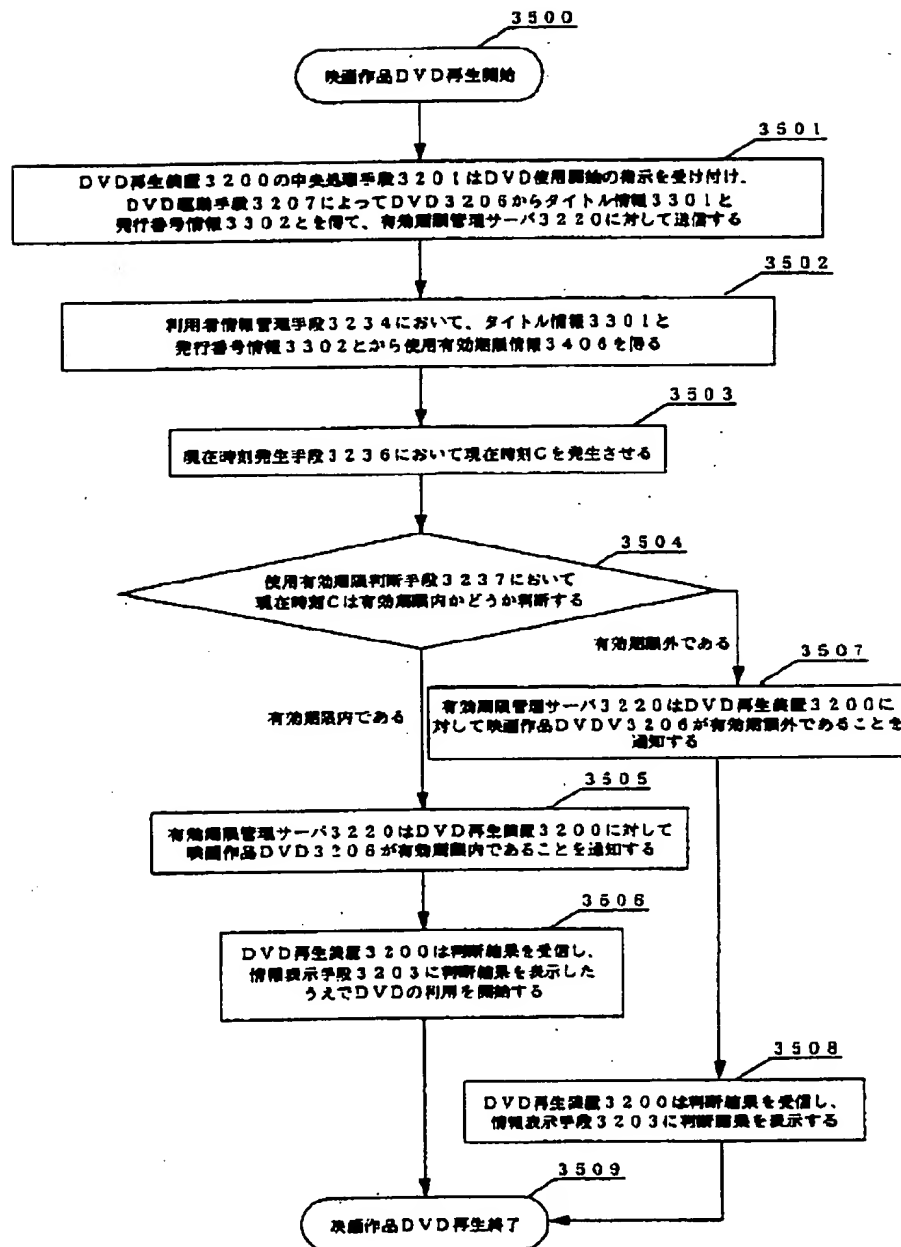 3500
映画作品DVD再生開始
3501
DVD再生装置3200の中央処理手段3201はDVD使用開始の指示を受け付け、
DVD駆動手段3207によってDVD3206からタイトル情報3301と
発行番号情報3302とを得て、有効期限管理サーバ3220に対して送信する
3502
利用者情報管理手段3234において、タイトル情報3301と
発行番号情報3302とから使用有効期限情報3406を得る
3503
現在時刻発生手段3236において現在時刻Cを発生させる
3504
使用有効期限判断手段3237において
現在時刻Cは有効期限内かどうか判断する
有効期限外である
有効期限内である
3507
有効期限管理サーバ3220はDVD再生装置3200に
対して映画作品DVDV3206が有効期限外であることを
通知する
3505
有効期限管理サーバ3220はDVD再生装置3200に対して
映画作品DVD3206が有効期限内であることを通知する
3506
DVD再生装置3200は判断結果を受信し、
情報表示手段3203に判断結果を表示した
うえでDVDの利用を開始する
3508
DVD再生装置3200は判断結果を受信し、
情報表示手段3203に判断結果を表示する
3509
映画作品DVD再生終了